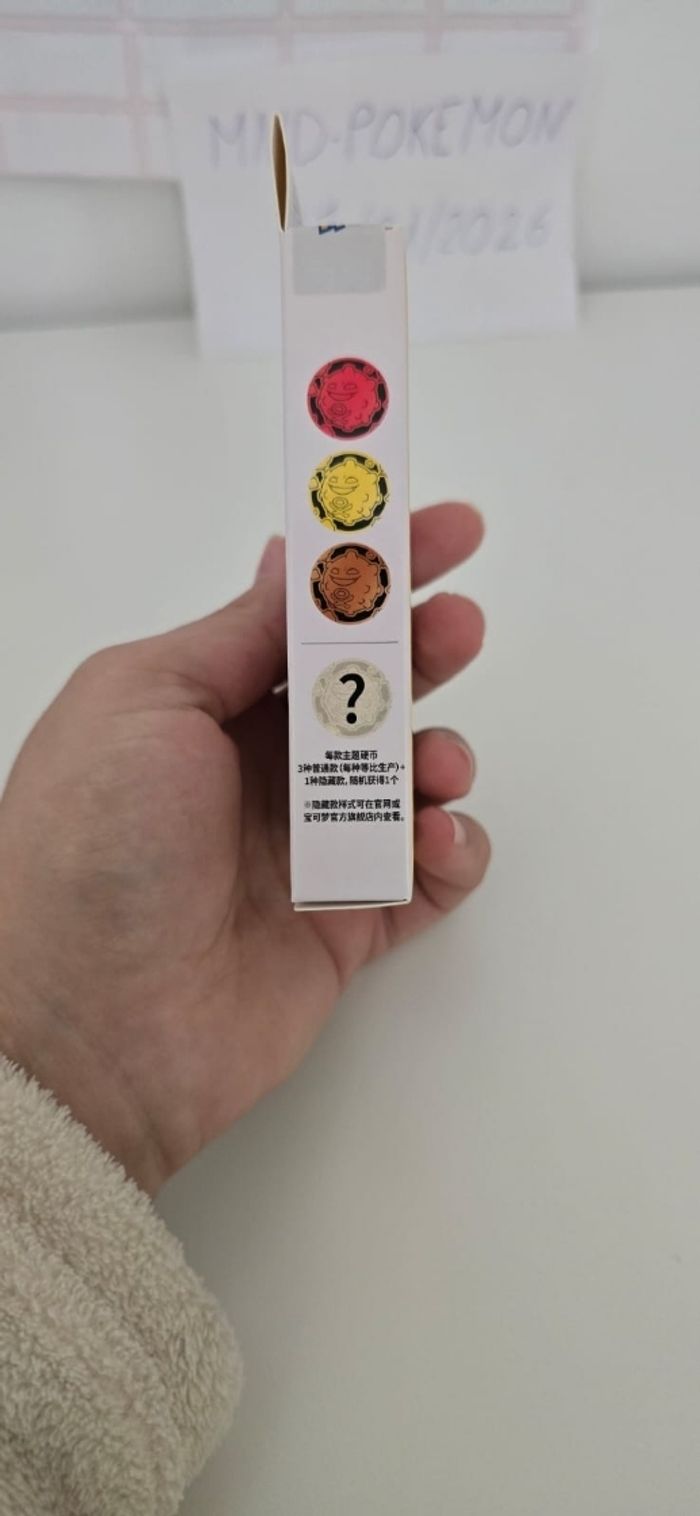 MND-POKEMON
/2026
?
每款主题硬币
3种普通款(每种等比生产)+
1种隐藏款,随机获得1个
※隐藏款样式可在官网或
宝可梦官方旗舰店内查看。